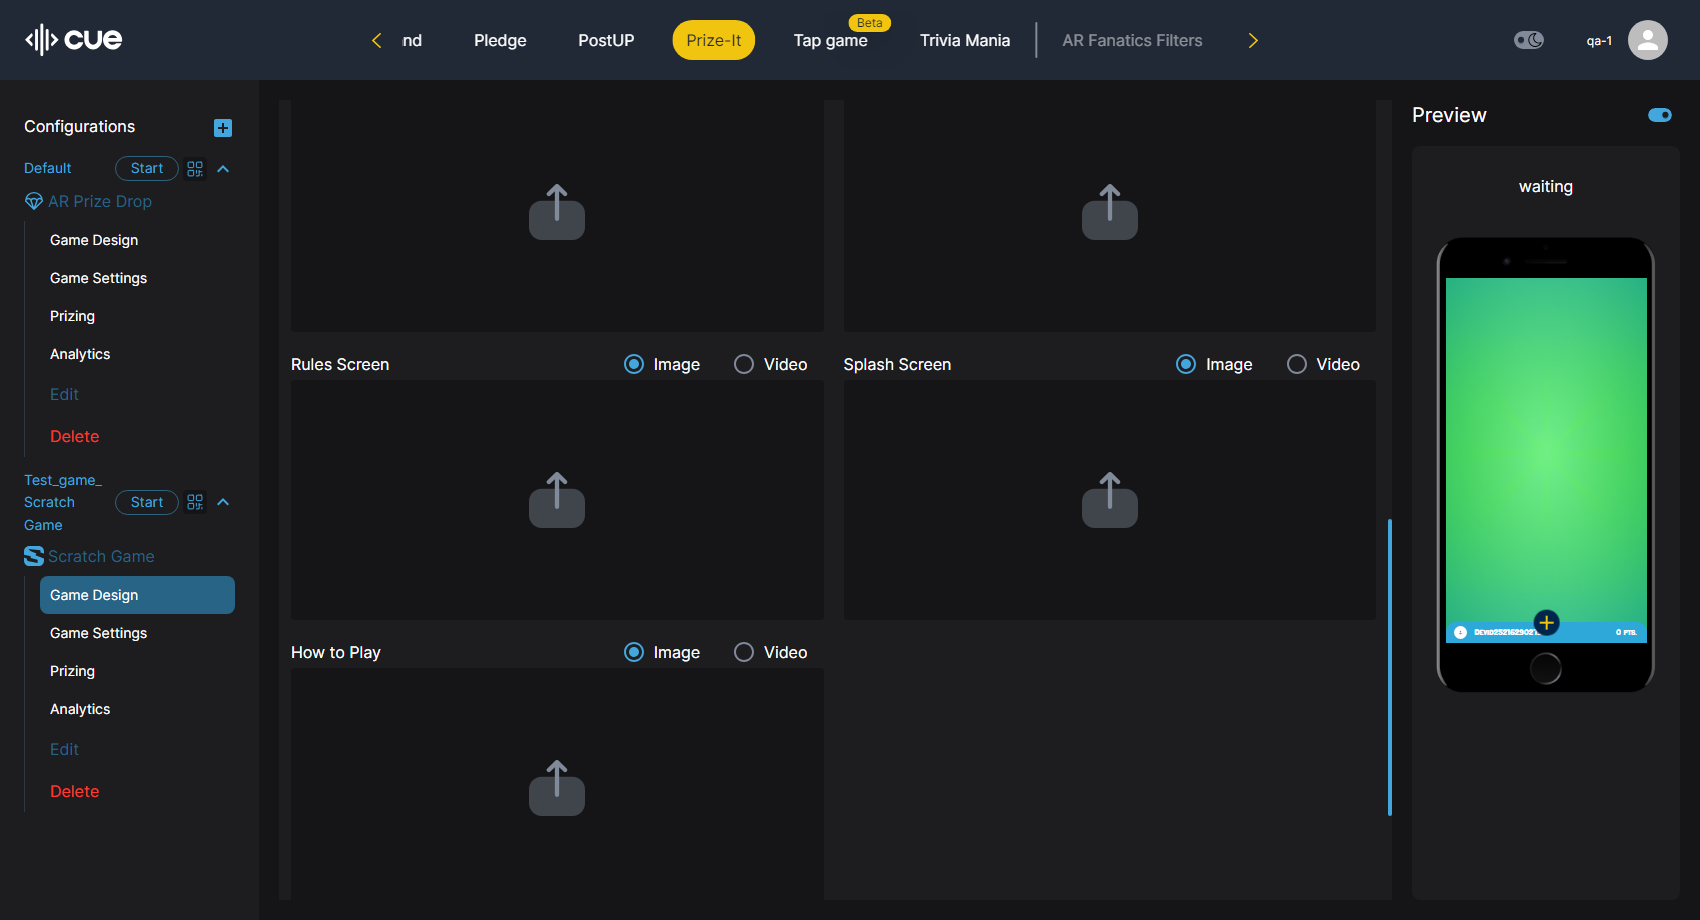 cue
nd
Pledge
PostUP
Prize-It
Beta
Tap game
Trivia Mania
AR Fanatics Filters
qa-1
Configurations
Default
Start
AR Prize Drop
Game Design
Game Settings
Prizing
Analytics
Edit
Delete
Test_game_
Scratch
Game
Start
Scratch Game
Game Design
Game Settings
Prizing
Analytics
Edit
Delete
Rules Screen
Image
Video
Splash Screen
Image
Video
How to Play
Image
Video
Preview
waiting
0 PTS.